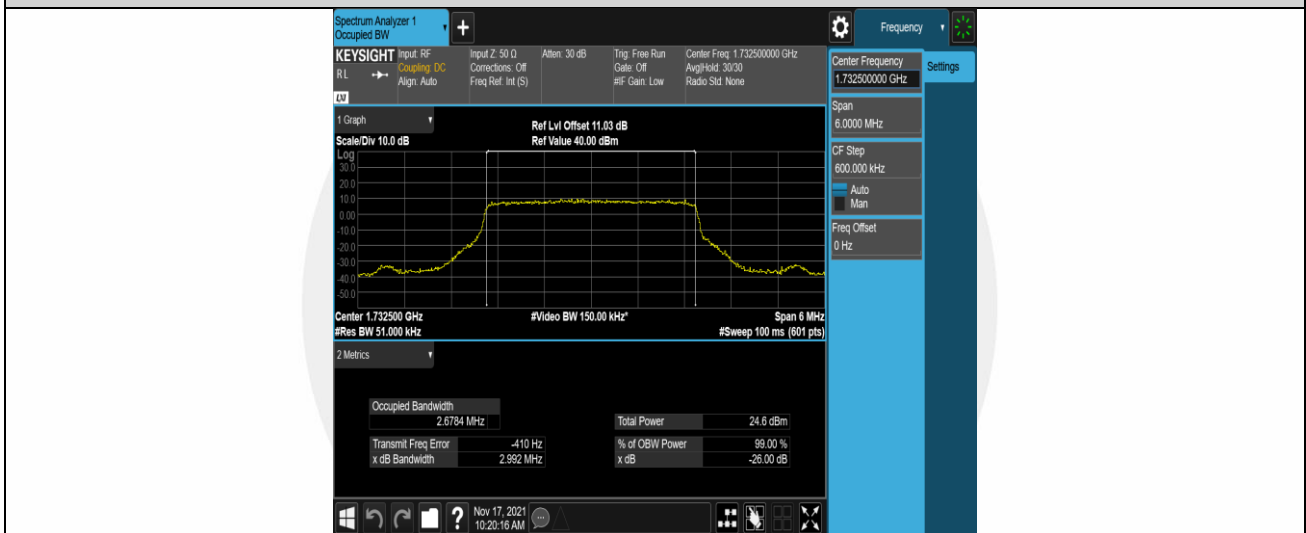 Spectrum Analyzer 1
Occupied BW
+
Frequency
KEYSIGHT
RL
LXI
Input: RF
Coupling: DC
Align: Auto
Input Z: 50 Ω
Corrections: Off
Freq Ref: Int (S)
Atten: 30 dB
Trig: Free Run
Gate: Off
#IF Gain: Low
Center Freq: 1.732500000 GHz
Avg|Hold: 30/30
Radio Std: None
Center Frequency
1.732500000 GHz
Settings
Span
6.0000 MHz
CF Step
600.000 kHz
Auto
Man
Freq Offset
0 Hz
1 Graph
Scale/Div 10.0 dB
Ref Lvl Offset 11.03 dB
Ref Value 40.00 dBm
Log
30.0
20.0
10.0
0.00
-10.0
-20.0
-30.0
-40.0
-50.0
Center 1.732500 GHz
#Video BW 150.00 kHz*
Span 6 MHz
#Res BW 51.000 kHz
#Sweep 100 ms (601 pts)
2 Metrics
Occupied Bandwidth
2.6784 MHz
Total Power 24.6 dBm
Transmit Freq Error -410 Hz
% of OBW Power 99.00 %
x dB Bandwidth 2.992 MHz
x dB -26.00 dB
?
Nov 17, 2021
10:20:16 AM